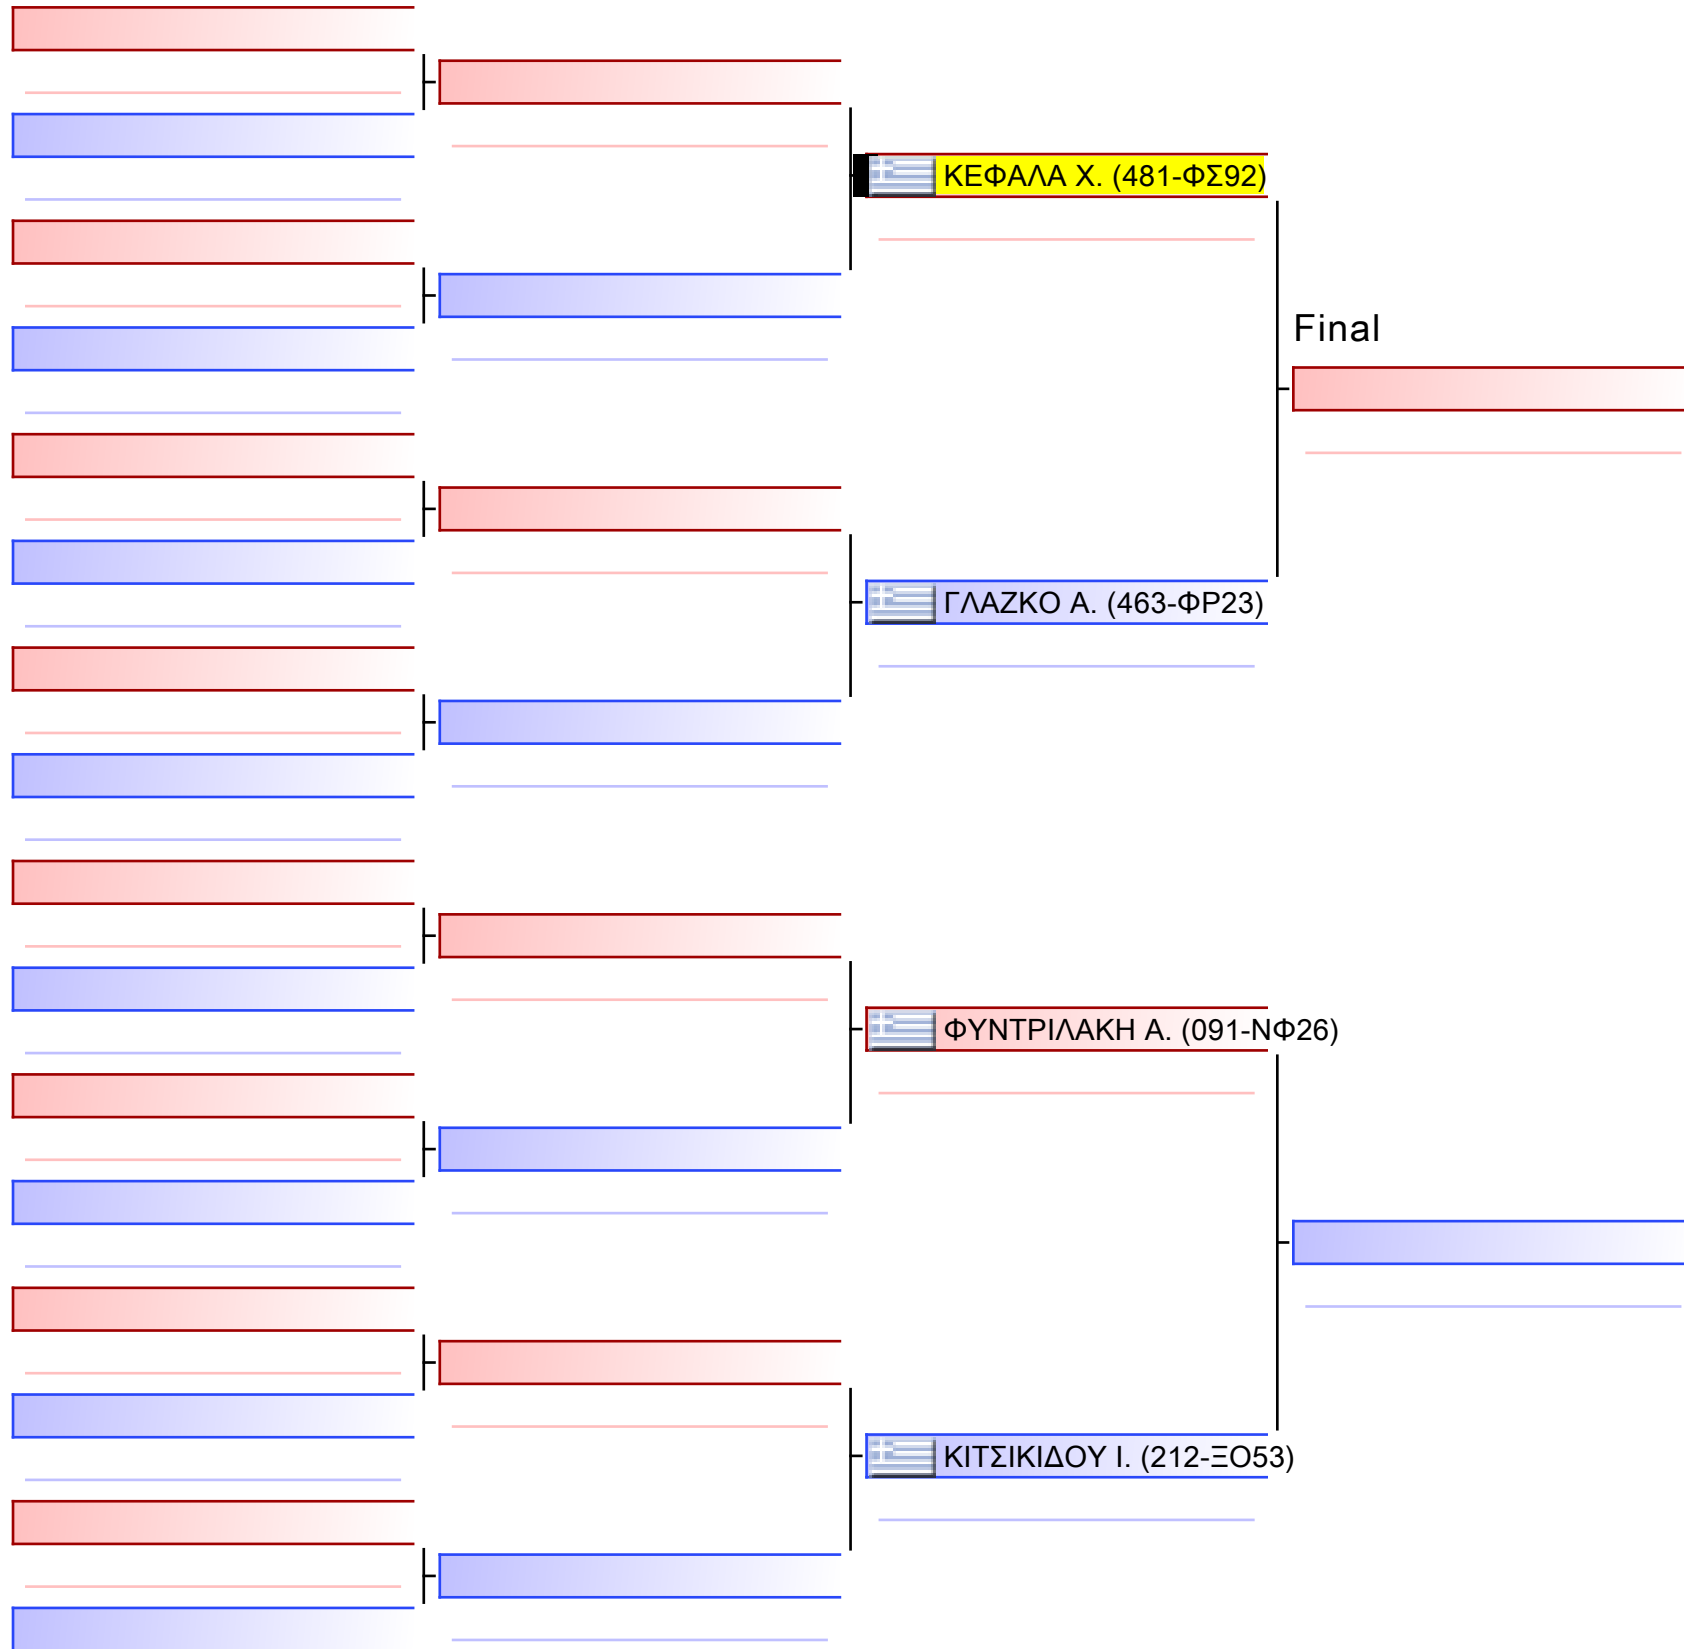 ΚΕΦΑΛΑ Χ. (481-ΦΣ92)
Final
ΓΛΑΖΚΟ Α. (463-ΦΡ23)
ΦΥΝΤΡΙΛΑΚΗ Α. (091-ΝΦ26)
ΚΙΤΣΙΚΙΔΟΥ Ι. (212-ΞΟ53)